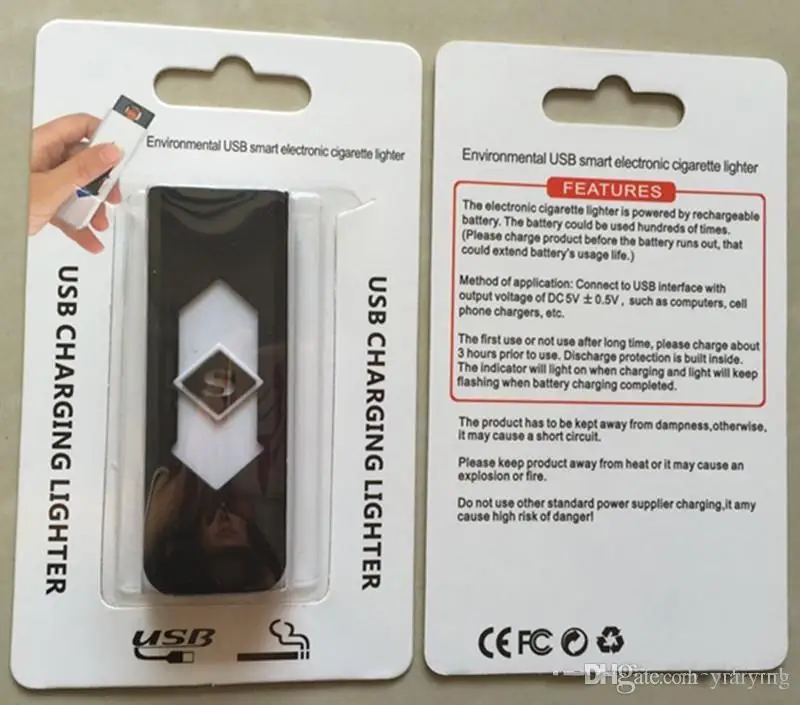 Environmental USB smart electronic cigarette lighter
USB CHARGING LIGHTER
USB CHARGING LIGHTER
USB
Environmental USB smart electronic cigarette lighter
FEATURES
The electronic cigarette lighter is powered by rechargeable
battery. The battery could be used hundreds of times.
(Please charge product before the battery runs out, that
could extend battery's usage life.)
Method of application: Connect to USB interface with
output voltage of DC5V ±0.5V, such as computers, cell
phone chargers, etc.
The first use or not use after long time, please charge about
3 hours prior to use. Discharge protection is built inside.
The indicator will light on when charging and light will keep
flashing when battery charging completed.
The product has to be kept away from dampness,otherwise,
it may cause a short circuit.
Please keep product away from heat or it may cause an
explosion or fire.
Do not use other standard power supplier charging,it amy
cause high risk of danger!
CE FC
DHgate.com yrarying